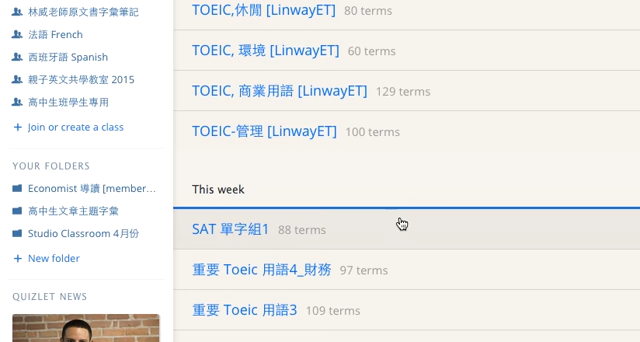 林威老師原文書字彙筆記
法語 French
西班牙語 Spanish
親子英文共學教室 2015
高中生班學生專用
+ Join or create a class
YOUR FOLDERS
Economist 導讀 [member...
高中生文章主題字彙
Studio Classroom 4月份
+ New folder
QUIZLET NEWS
TOEIC,休閒 [LinwayET] 80 terms
TOEIC, 環境 [LinwayET] 60 terms
TOEIC, 商業用語 [LinwayET] 129 terms
TOEIC-管理 [LinwayET] 100 terms
This week
SAT 單字組1 88 terms
重要 Toeic 用語4_財務 97 terms
重要 Toeic 用語3 109 terms